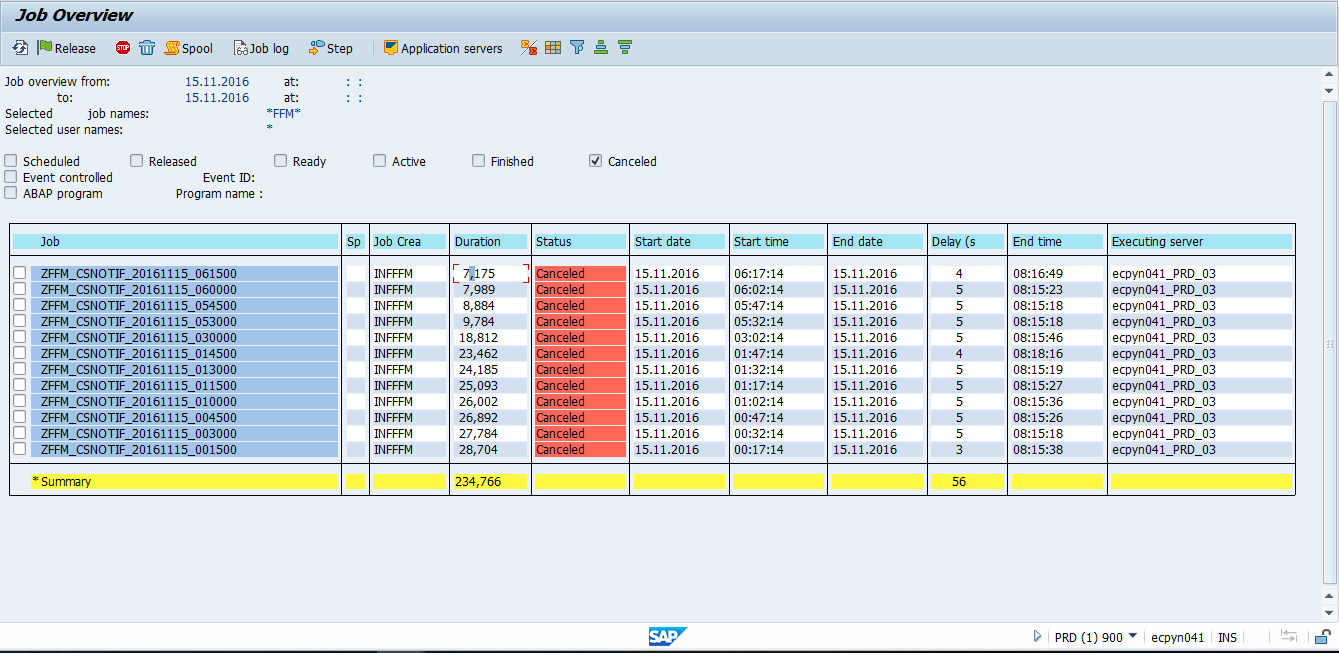 Job Overview
Release STOP Spool Job log Step Application servers
Job overview from: 15.11.2016 at: : :
to: 15.11.2016 at: : :
Selected job names: *FFM*
Selected user names: *
Scheduled Released Ready Active Finished Canceled
Event controlled Event ID:
ABAP program Program name :
Job Sp Job Crea Duration Status Start date Start time End date Delay (s End time Executing server
ZFFM_CSNOTIF_20161115_061500 INFFFM 7,175 Canceled 15.11.2016 06:17:14 15.11.2016 4 08:16:49 ecpyn041_PRD_03
ZFFM_CSNOTIF_20161115_060000 INFFFM 7,989 Canceled 15.11.2016 06:02:14 15.11.2016 5 08:15:23 ecpyn041_PRD_03
ZFFM_CSNOTIF_20161115_054500 INFFFM 8,884 Canceled 15.11.2016 05:47:14 15.11.2016 5 08:15:18 ecpyn041_PRD_03
ZFFM_CSNOTIF_20161115_053000 INFFFM 9,784 Canceled 15.11.2016 05:32:14 15.11.2016 5 08:15:18 ecpyn041_PRD_03
ZFFM_CSNOTIF_20161115_030000 INFFFM 18,812 Canceled 15.11.2016 03:02:14 15.11.2016 5 08:15:46 ecpyn041_PRD_03
ZFFM_CSNOTIF_20161115_014500 INFFFM 23,462 Canceled 15.11.2016 01:47:14 15.11.2016 4 08:18:16 ecpyn041_PRD_03
ZFFM_CSNOTIF_20161115_013000 INFFFM 24,185 Canceled 15.11.2016 01:32:14 15.11.2016 5 08:15:19 ecpyn041_PRD_03
ZFFM_CSNOTIF_20161115_011500 INFFFM 25,093 Canceled 15.11.2016 01:17:14 15.11.2016 5 08:15:27 ecpyn041_PRD_03
ZFFM_CSNOTIF_20161115_010000 INFFFM 26,002 Canceled 15.11.2016 01:02:14 15.11.2016 5 08:15:36 ecpyn041_PRD_03
ZFFM_CSNOTIF_20161115_004500 INFFFM 26,892 Canceled 15.11.2016 00:47:14 15.11.2016 5 08:15:26 ecpyn041_PRD_03
ZFFM_CSNOTIF_20161115_003000 INFFFM 27,784 Canceled 15.11.2016 00:32:14 15.11.2016 5 08:15:18 ecpyn041_PRD_03
ZFFM_CSNOTIF_20161115_001500 INFFFM 28,704 Canceled 15.11.2016 00:17:14 15.11.2016 3 08:15:38 ecpyn041_PRD_03
* Summary 234,766 56
SAP PRD (1) 900 ecpyn041 INS